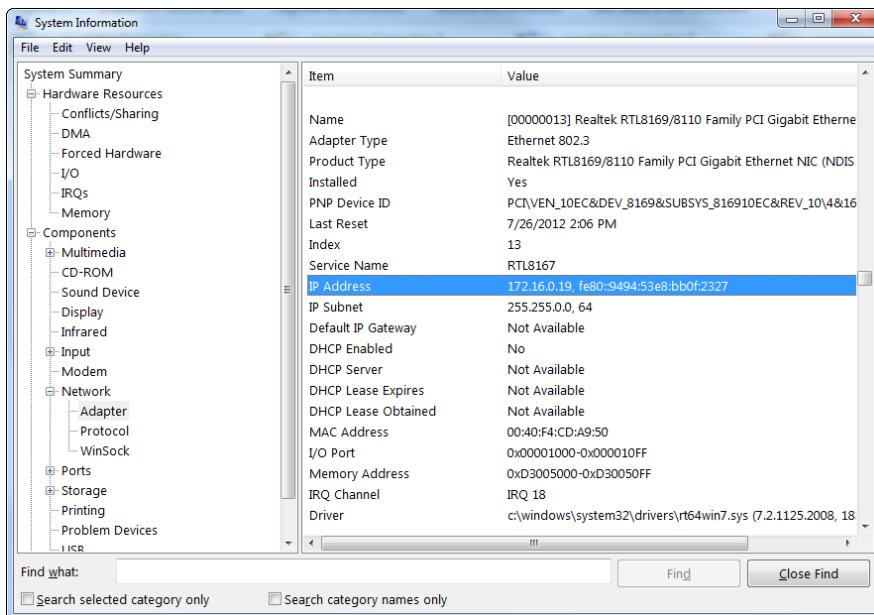 System Information
File Edit View Help
System Summary
Hardware Resources
Conflicts/Sharing
DMA
Forced Hardware
I/O
IRQs
Memory
Components
Multimedia
CD-ROM
Sound Device
Display
Infrared
Input
Modem
Network
Adapter
Protocol
WinSock
Ports
Storage
Printing
Problem Devices
USB
Item Value
Name [00000013] Realtek RTL8169/8110 Family PCI Gigabit Etherne
Adapter Type Ethernet 802.3
Product Type Realtek RTL8169/8110 Family PCI Gigabit Ethernet NIC (NDIS
Installed Yes
PNP Device ID PCI\VEN_10EC&DEV_8169&SUBSYS_816910EC&REV_10\4&16
Last Reset 7/26/2012 2:06 PM
Index 13
Service Name RTL8167
IP Address 172.16.0.19, fe80::9494:53e8:bb0f:2327
IP Subnet 255.255.0.0, 64
Default IP Gateway Not Available
DHCP Enabled No
DHCP Server Not Available
DHCP Lease Expires Not Available
DHCP Lease Obtained Not Available
MAC Address 00:40:F4:CD:A9:50
I/O Port 0x00001000-0x000010FF
Memory Address 0xD3005000-0xD30050FF
IRQ Channel IRQ 18
Driver c:\windows\system32\drivers\rt64win7.sys (7.2.1125.2008, 18
Find what:
Find
Close Find
Search selected category only
Search category names only